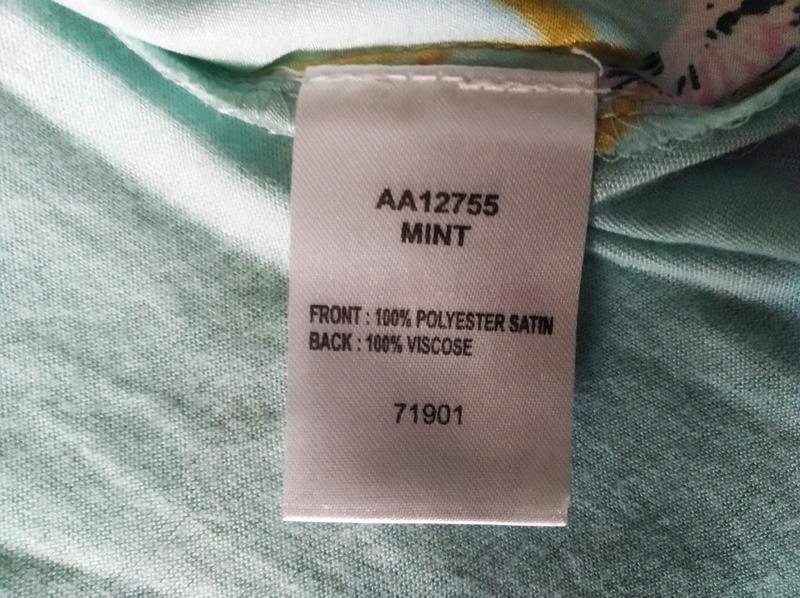 AA12755
MINT
FRONT : 100% POLYESTER SATIN
BACK : 100% VISCOSE
71901